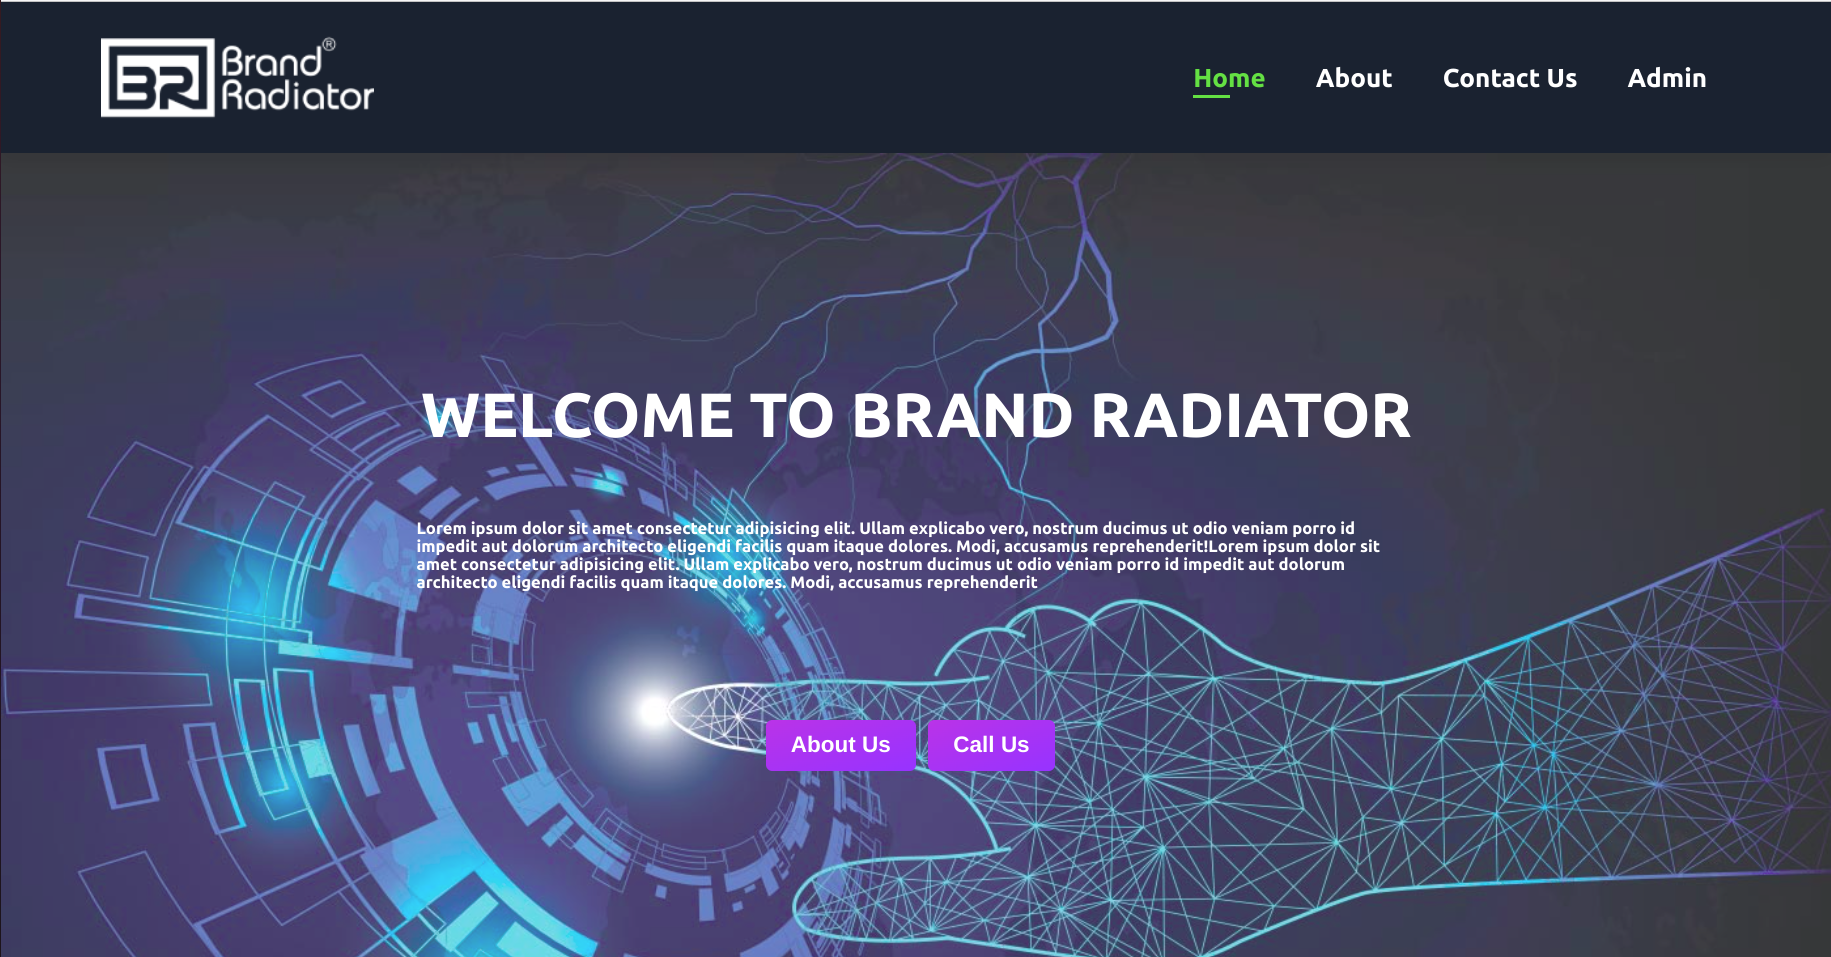 BR Brand®
Radiator
Home About Contact Us Admin
WELCOME TO BRAND RADIATOR
Lorem ipsum dolor sit amet consectetur adipisicing elit. Ullam explicabo vero, nostrum ducimus ut odio veniam porro id
impedit aut dolorum architecto eligendi facilis quam itaque dolores. Modi, accusamus reprehenderit!Lorem ipsum dolor sit
amet consectetur adipisicing elit. Ullam explicabo vero, nostrum ducimus ut odio veniam porro id impedit aut dolorum
architecto eligendi facilis quam itaque dolores. Modi, accusamus reprehenderit
About Us Call Us